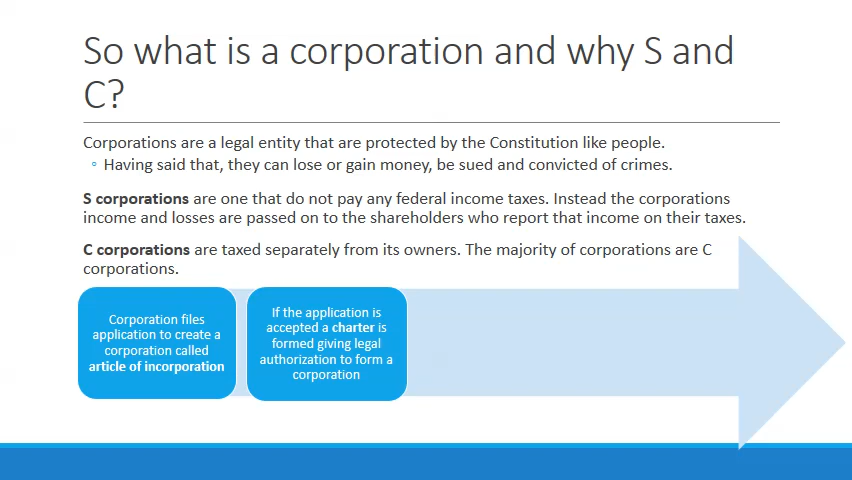 So what is a corporation and why S and
C?
Corporations are a legal entity that are protected by the Constitution like people.
◦ Having said that, they can lose or gain money, be sued and convicted of crimes.
S corporations are one that do not pay any federal income taxes. Instead the corporations
income and losses are passed on to the shareholders who report that income on their taxes.
C corporations are taxed separately from its owners. The majority of corporations are C
corporations.
Corporation files
application to create a
corporation called
article of incorporation
If the application is
accepted a charter is
formed giving legal
authorization to form a
corporation